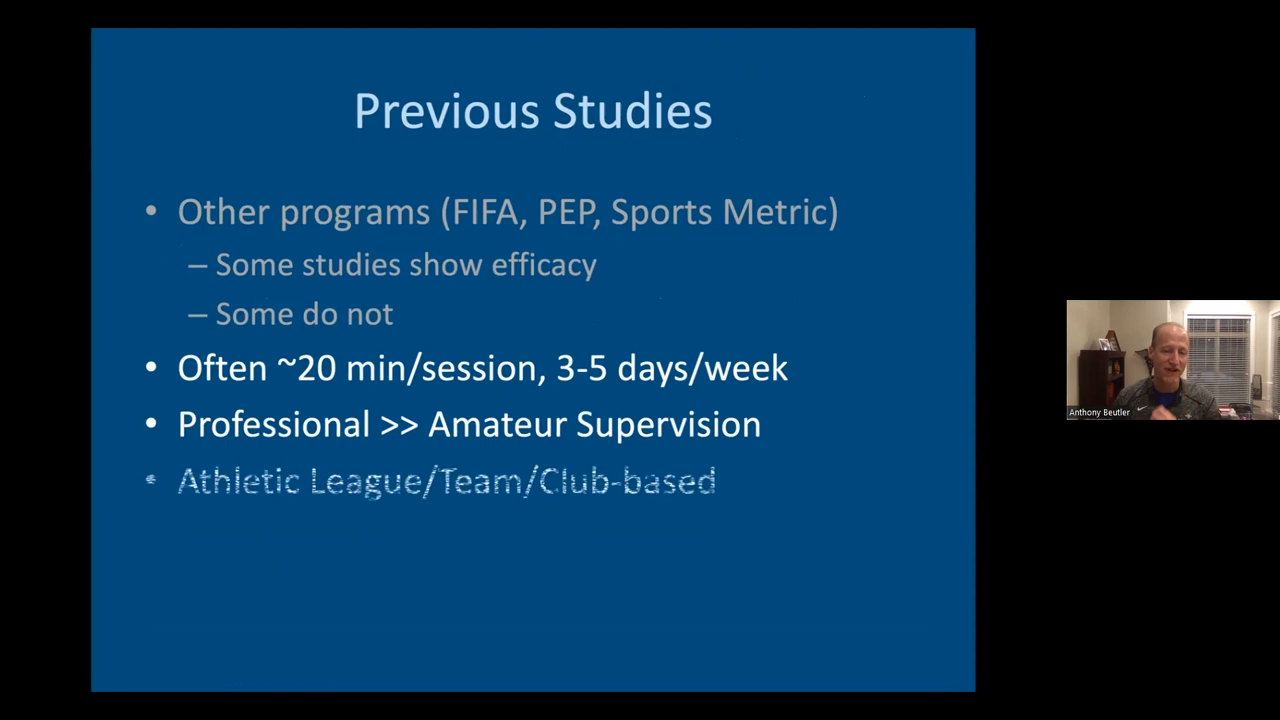 Previous Studies
• Other programs (FIFA, PEP, Sports Metric)
– Some studies show efficacy
– Some do not
• Often ~20 min/session, 3-5 days/week
• Professional >> Amateur Supervision
• Athletic League/Team/Club-based
Anthony Beutler